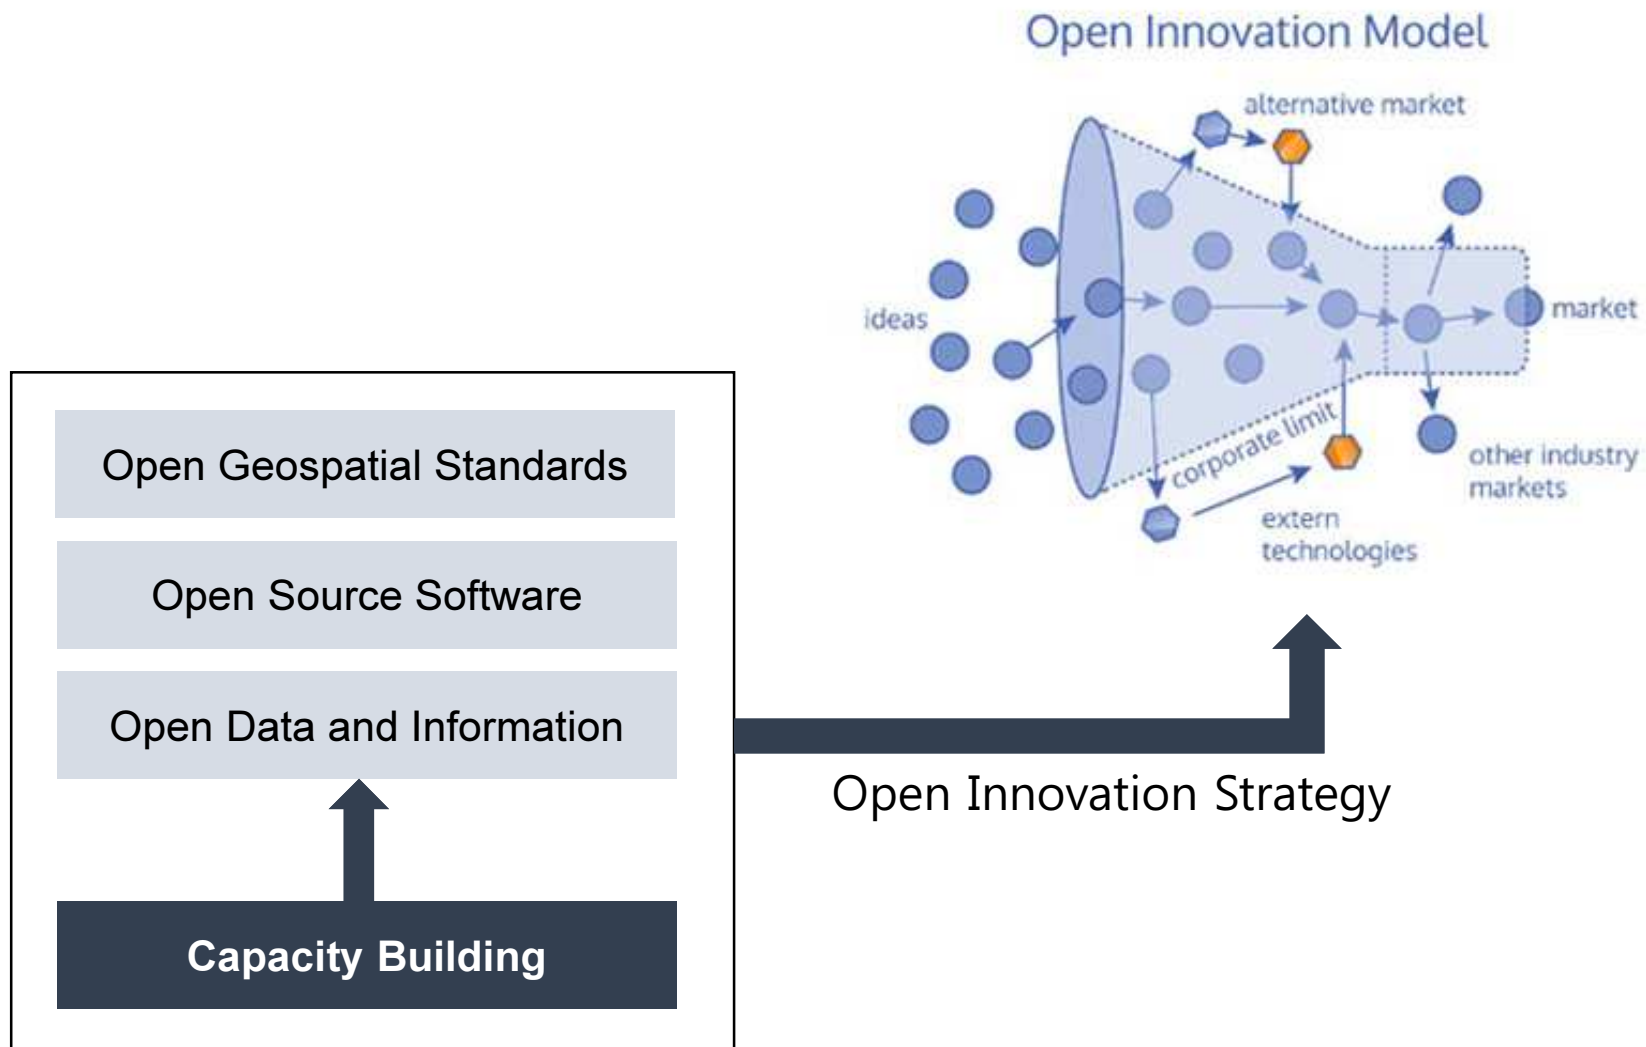 Open Innovation Model
alternative market
ideas
market
corporate limit
other industry
markets
extern
technologies
Open Geospatial Standards
Open Source Software
Open Data and Information
Capacity Building
Open Innovation Strategy